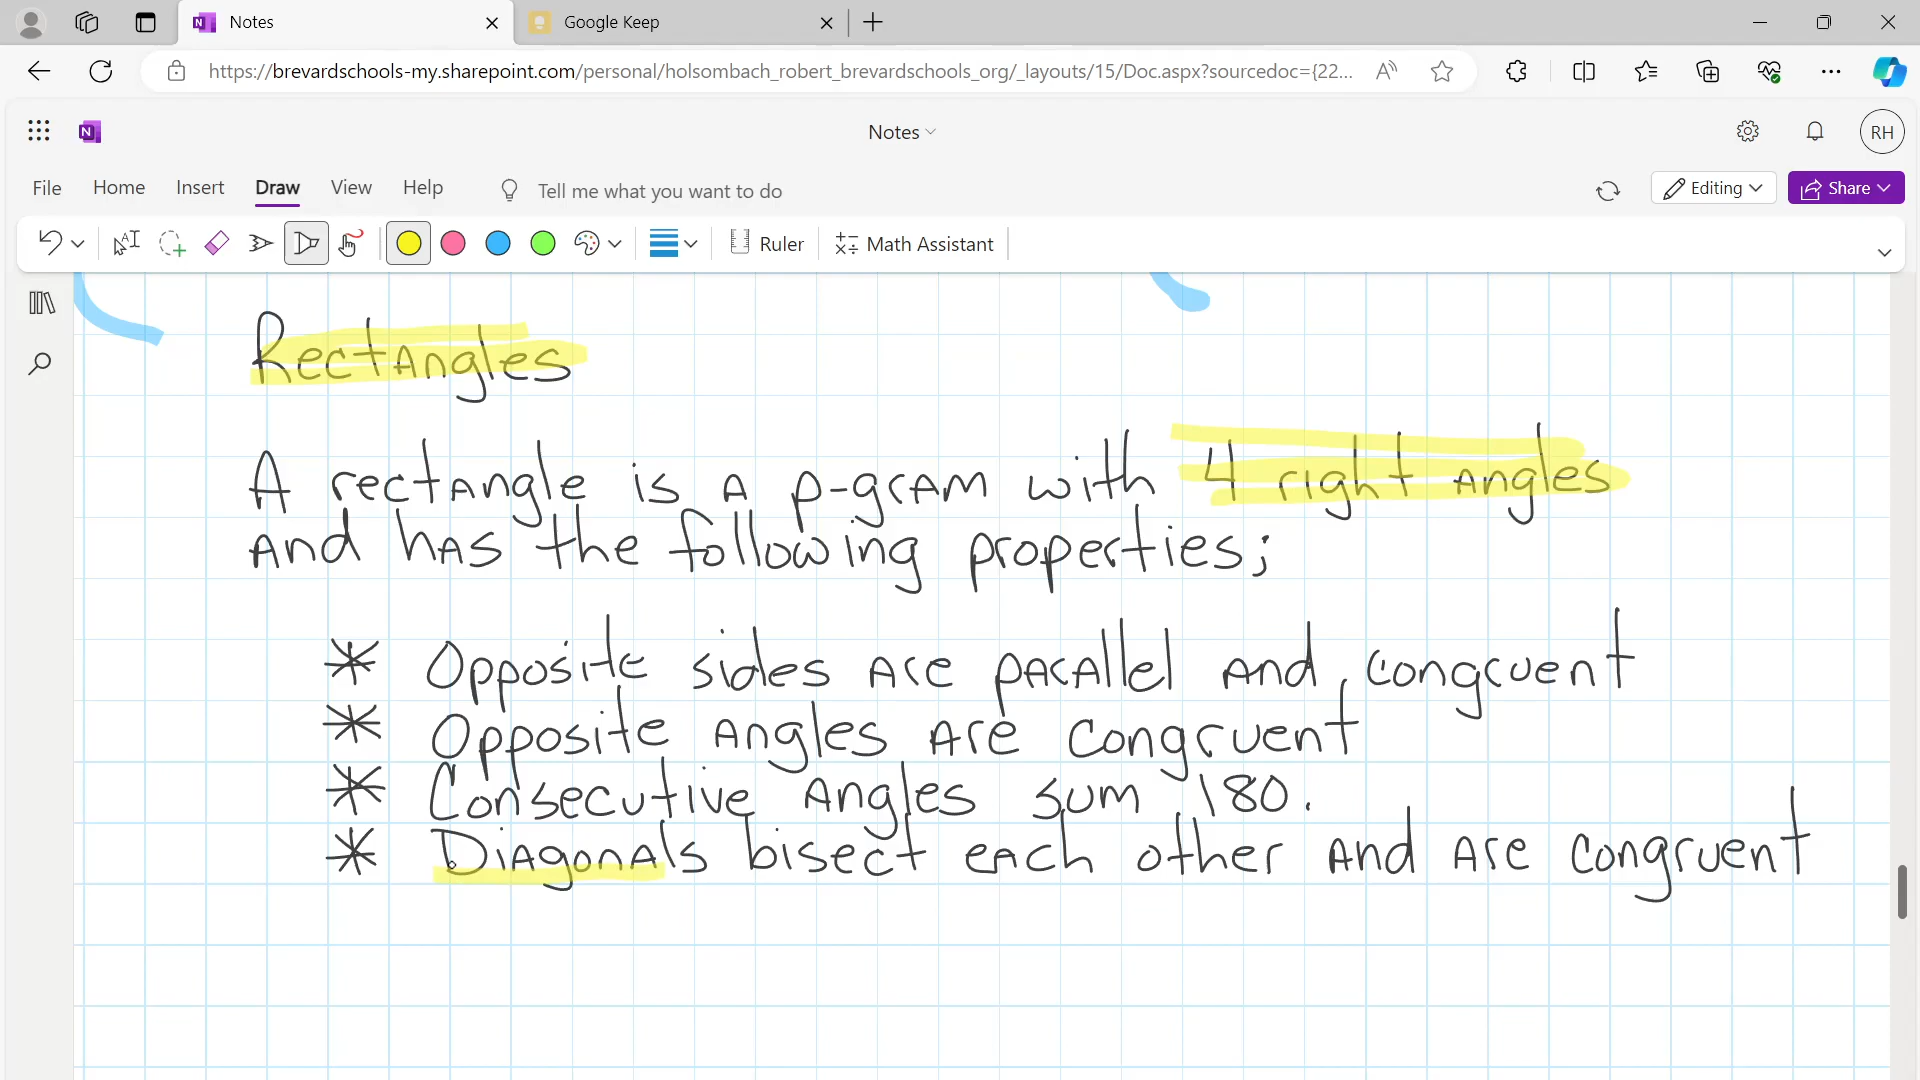 Notes
Google Keep
https://brevardschools-my.sharepoint.com/personal/holsombach_robert_brevardschools_org/_layouts/15/Doc.aspx?sourcedoc={22...
Notes
RH
File Home Insert Draw View Help Tell me what you want to do
Editing Share
Ruler Math Assistant
Rectangles
A rectangle is a p-gram with 4 right angles
and has the following properties;
* Opposite sides are parallel and congruent
* Opposite angles are congruent
* Consecutive angles sum 180.
* Diagonals bisect each other and are congruent